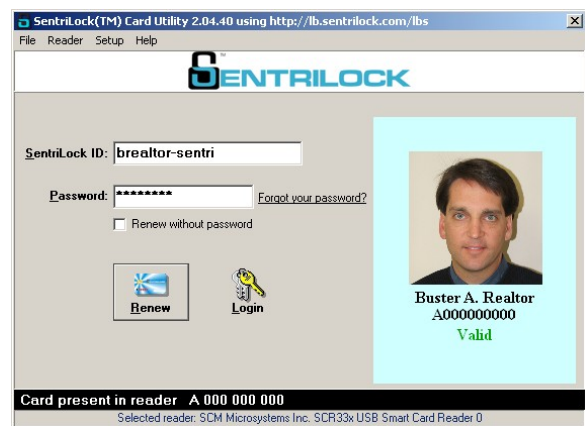 SentriLock(TM) Card Utility 2.04.40 using http://lb.sentrilock.com/lbs
File Reader Setup Help
SENTRILOCK
SentriLock ID: brealtor-sentri
Password: ******** Forgot your password?
Renew without password
Renew Login
Buster A. Realtor
A000000000
Valid
Card present in reader A 000 000 000
Selected reader: SCM Microsystems Inc. SCR33x USB Smart Card Reader 0